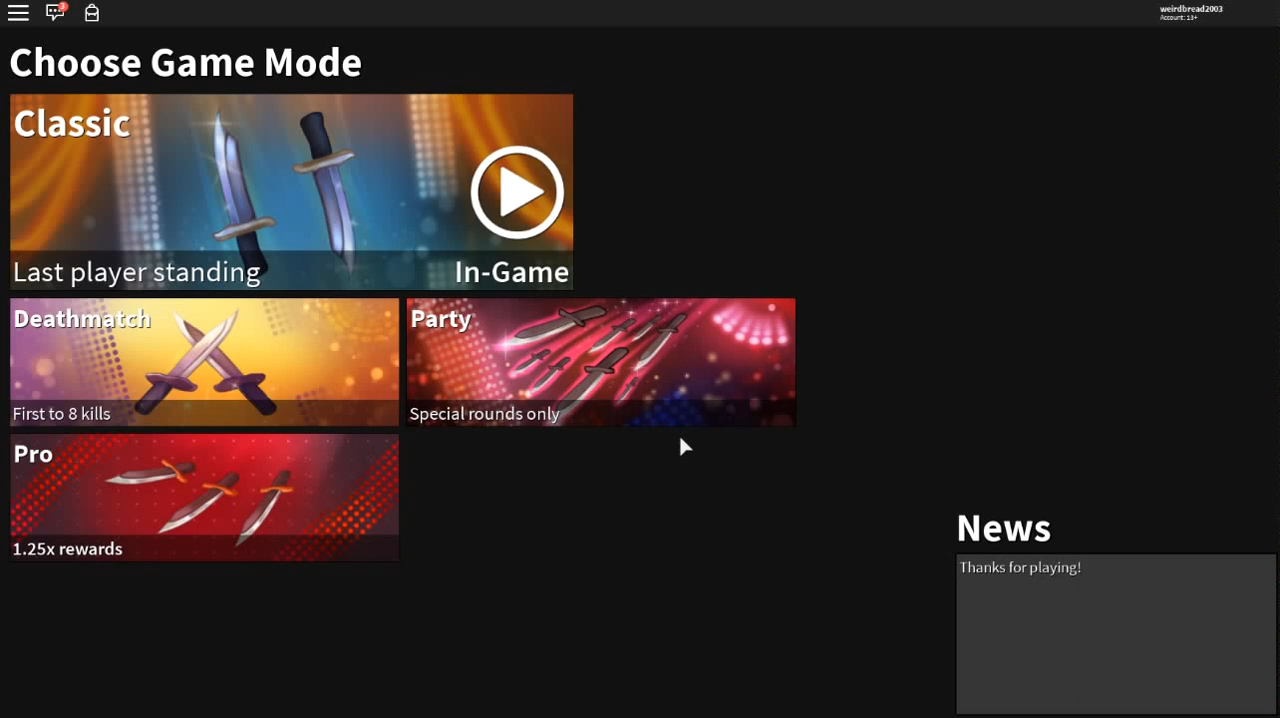 3
weirdbread2003
Account: 13+
Choose Game Mode
Classic
Last player standing
In-Game
Deathmatch
First to 8 kills
Party
Special rounds only
Pro
1.25x rewards
News
Thanks for playing!